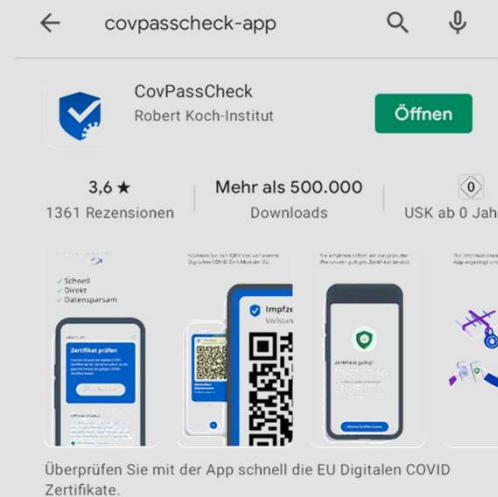 covpasscheck-app
CovPassCheck
Robert Koch-Institut
Öffnen
3,6 ★
Mehr als 500.000
0
1361 Rezensionen
Downloads
USK ab 0 Jah
Schnell
Direkt
Datensparsam
Zertifikat prüfen
Impfze
Vollstän
Zertifikat gültig
Überprüfen Sie mit der App schnell die EU Digitalen COVID
Zertifikate.